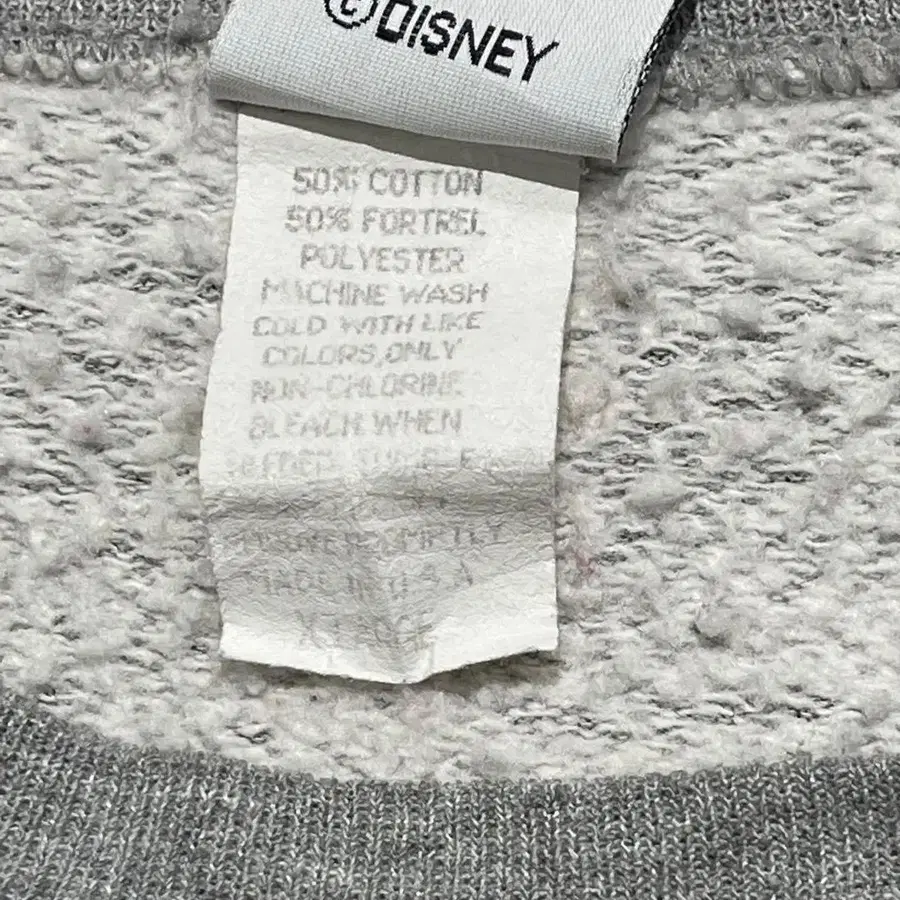 ©DISNEY
50% COTTON
50% FORTREL
POLYESTER
MACHINE WASH
COLD WITH LIKE
COLORS, ONLY
NON-CHLORINE
BLEACH WHEN
MADE IN U.S.A